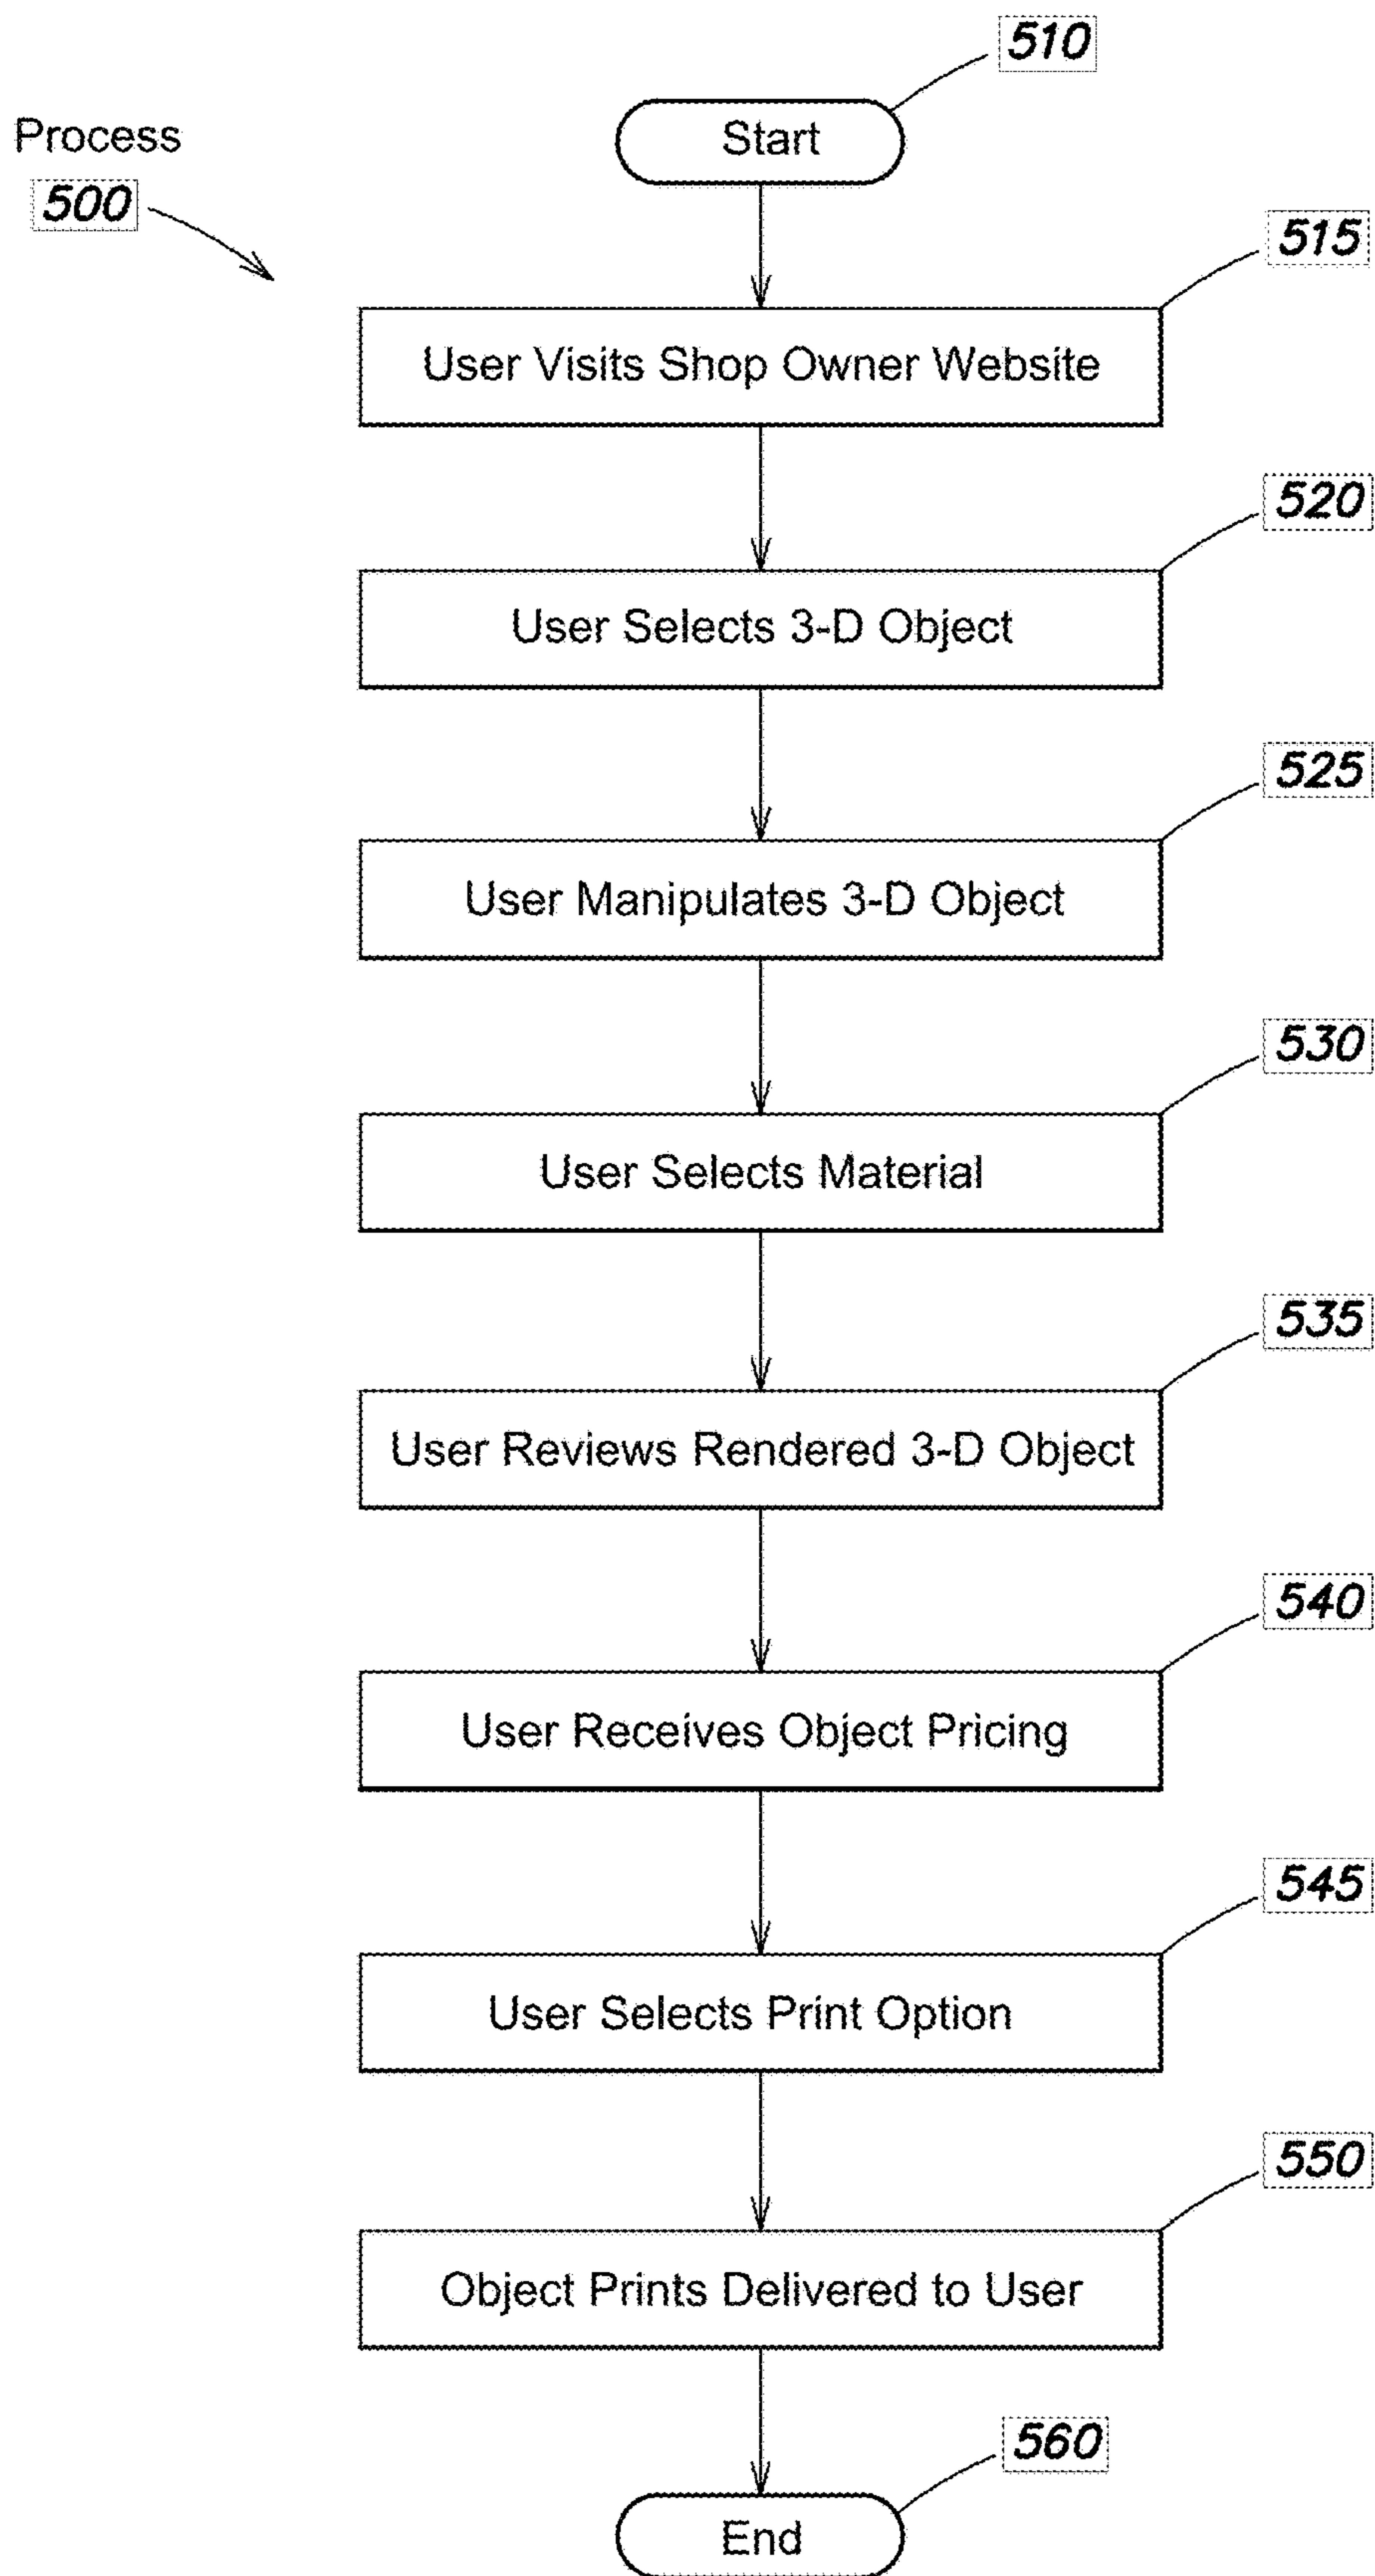 510
Start
Process
500
515
User Visits Shop Owner Website
520
User Selects 3-D Object
525
User Manipulates 3-D Object
530
User Selects Material
535
User Reviews Rendered 3-D Object
540
User Receives Object Pricing
545
User Selects Print Option
550
Object Prints Delivered to User
560
End